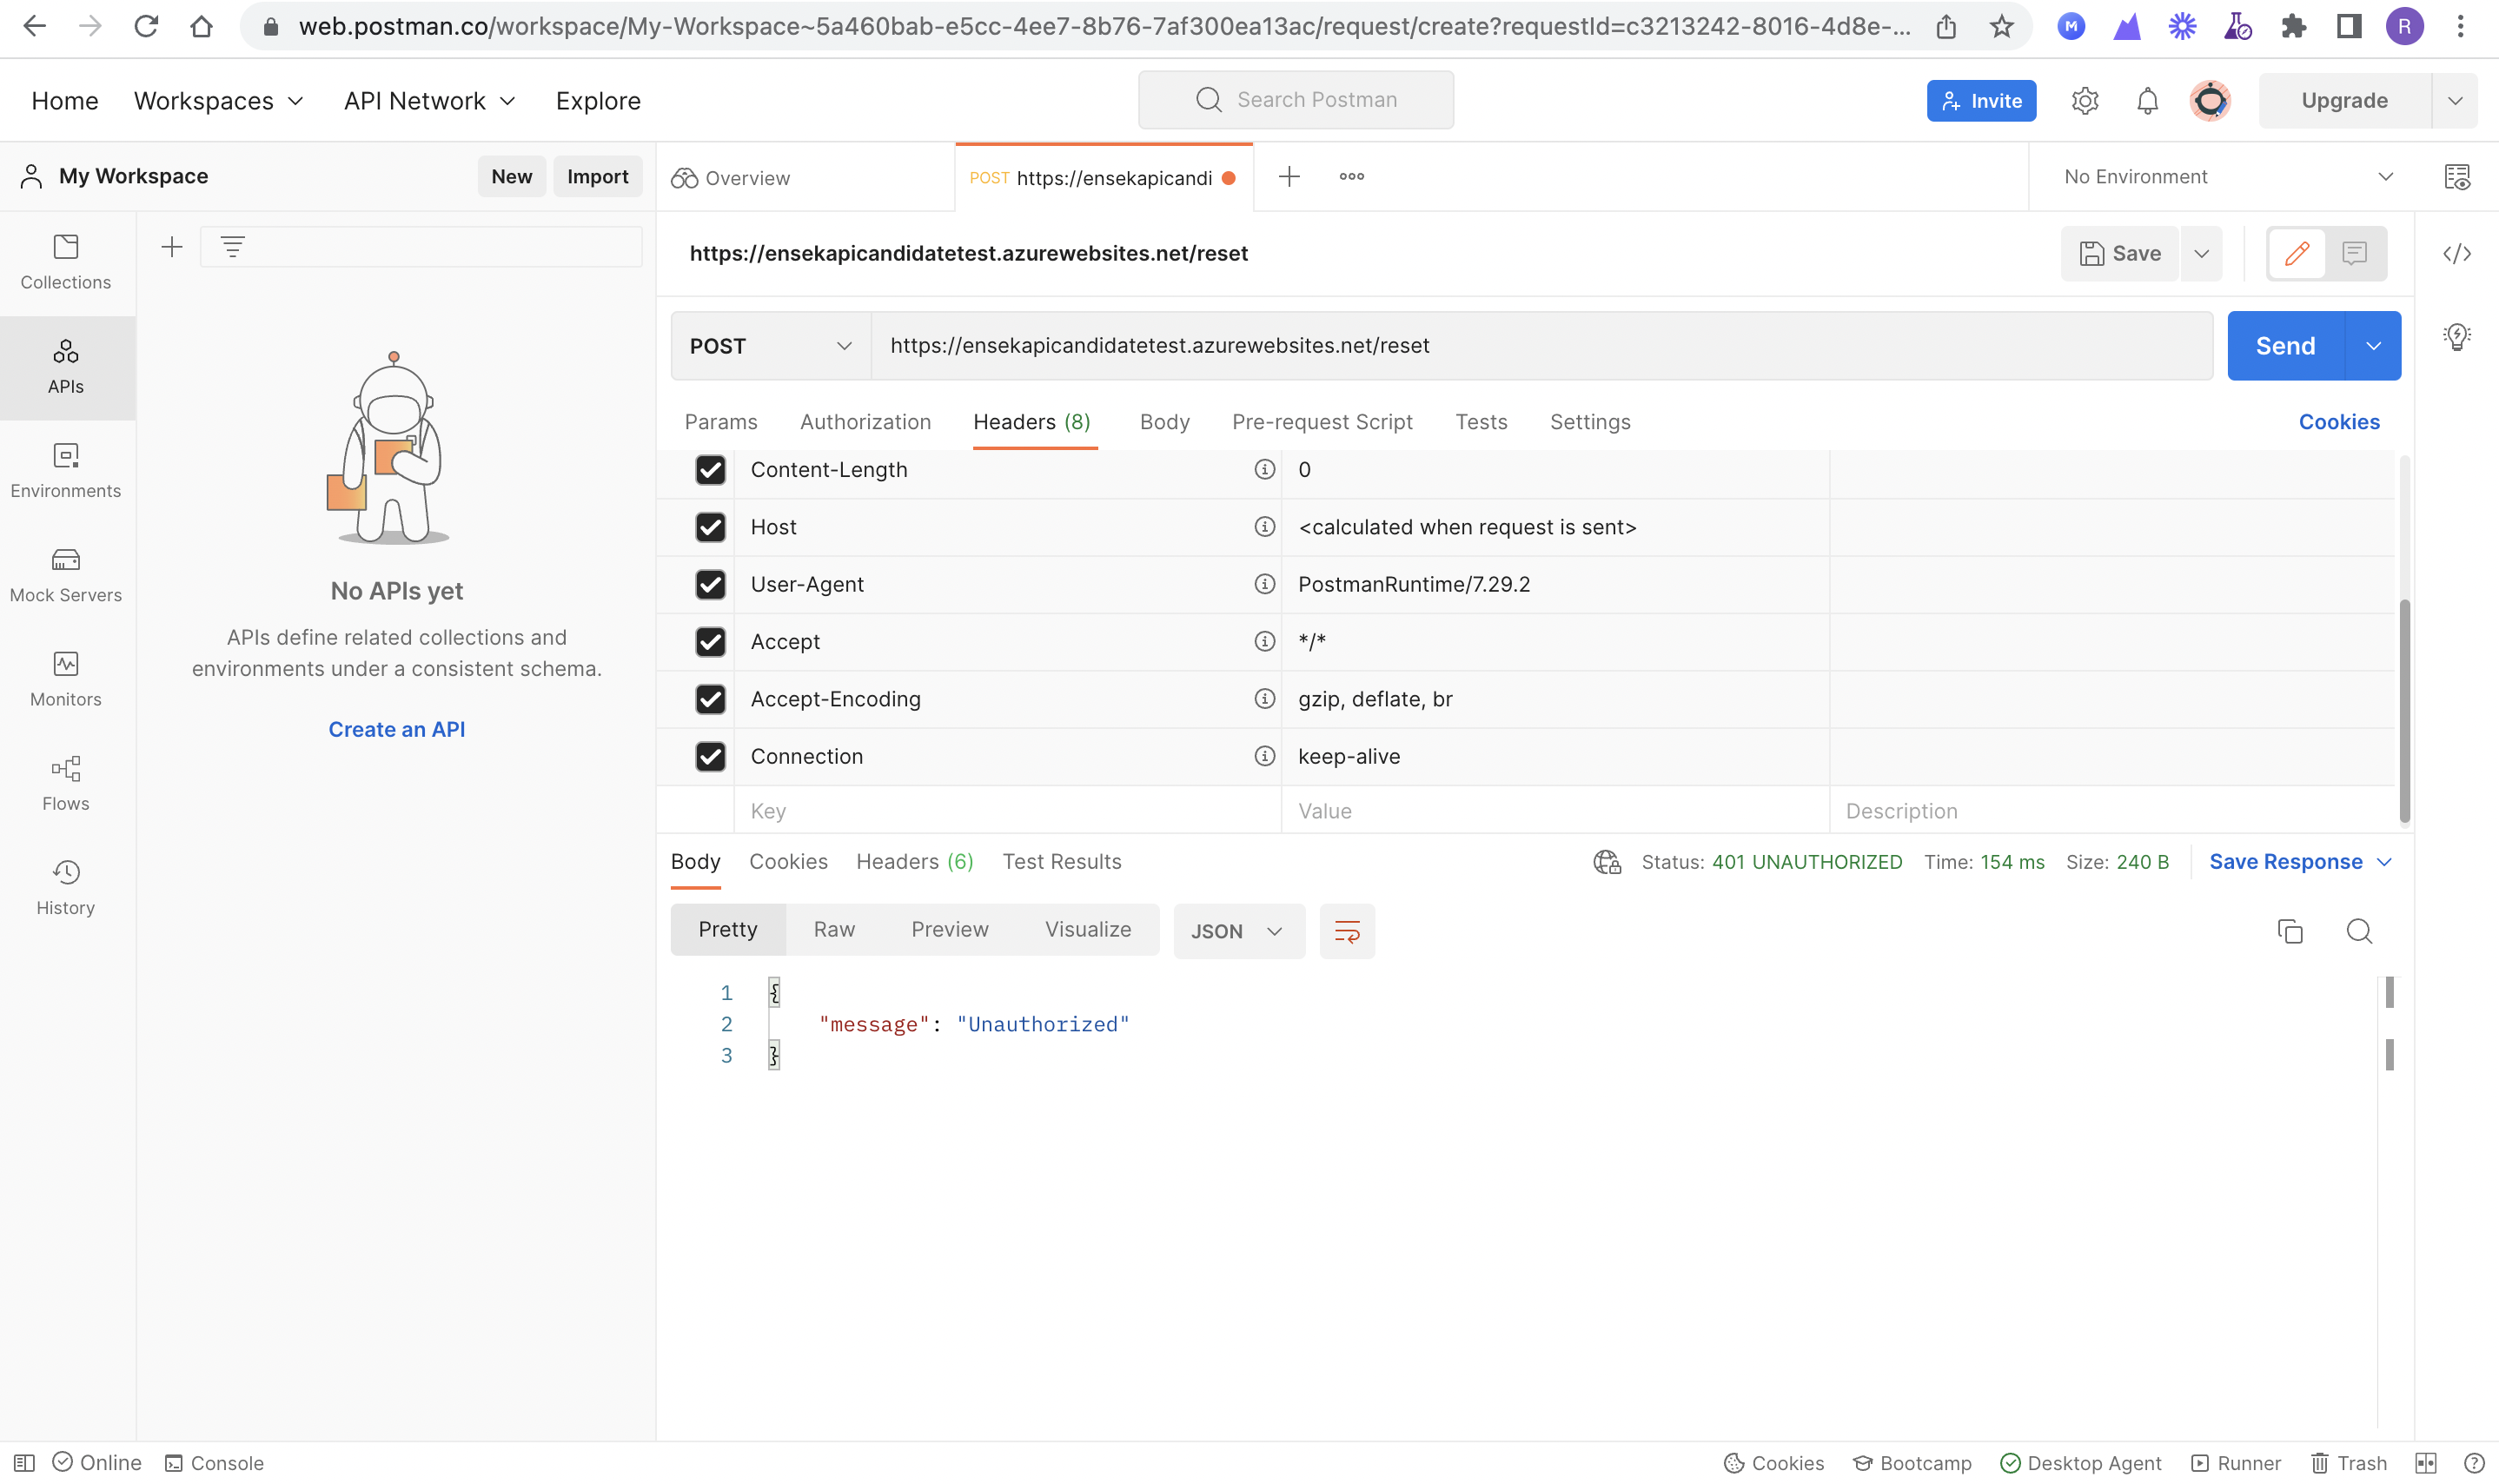 web.postman.co/workspace/My-Workspace~5a460bab-e5cc-4ee7-8b76-7af300ea13ac/request/create?requestId=c3213242-8016-4d8e-...
M
R
Home Workspaces API Network Explore
Search Postman
Invite
Upgrade
My Workspace
New
Import
Overview
POST https://ensekapicandi
No Environment
Collections
APIs
Environments
Mock Servers
Monitors
Flows
History
No APIs yet
APIs define related collections and
environments under a consistent schema.
Create an API
https://ensekapicandidatetest.azurewebsites.net/reset
Save
POST
https://ensekapicandidatetest.azurewebsites.net/reset
Send
Params Authorization Headers (8) Body Pre-request Script Tests Settings Cookies
Content-Length 0
Host <calculated when request is sent>
User-Agent PostmanRuntime/7.29.2
Accept */*
Accept-Encoding gzip, deflate, br
Connection keep-alive
Key Value Description
Body Cookies Headers (6) Test Results
Status: 401 UNAUTHORIZED Time: 154 ms Size: 240 B Save Response
Pretty Raw Preview Visualize JSON
1 {
2 "message": "Unauthorized"
3 }
Online Console
Cookies Bootcamp Desktop Agent Runner Trash